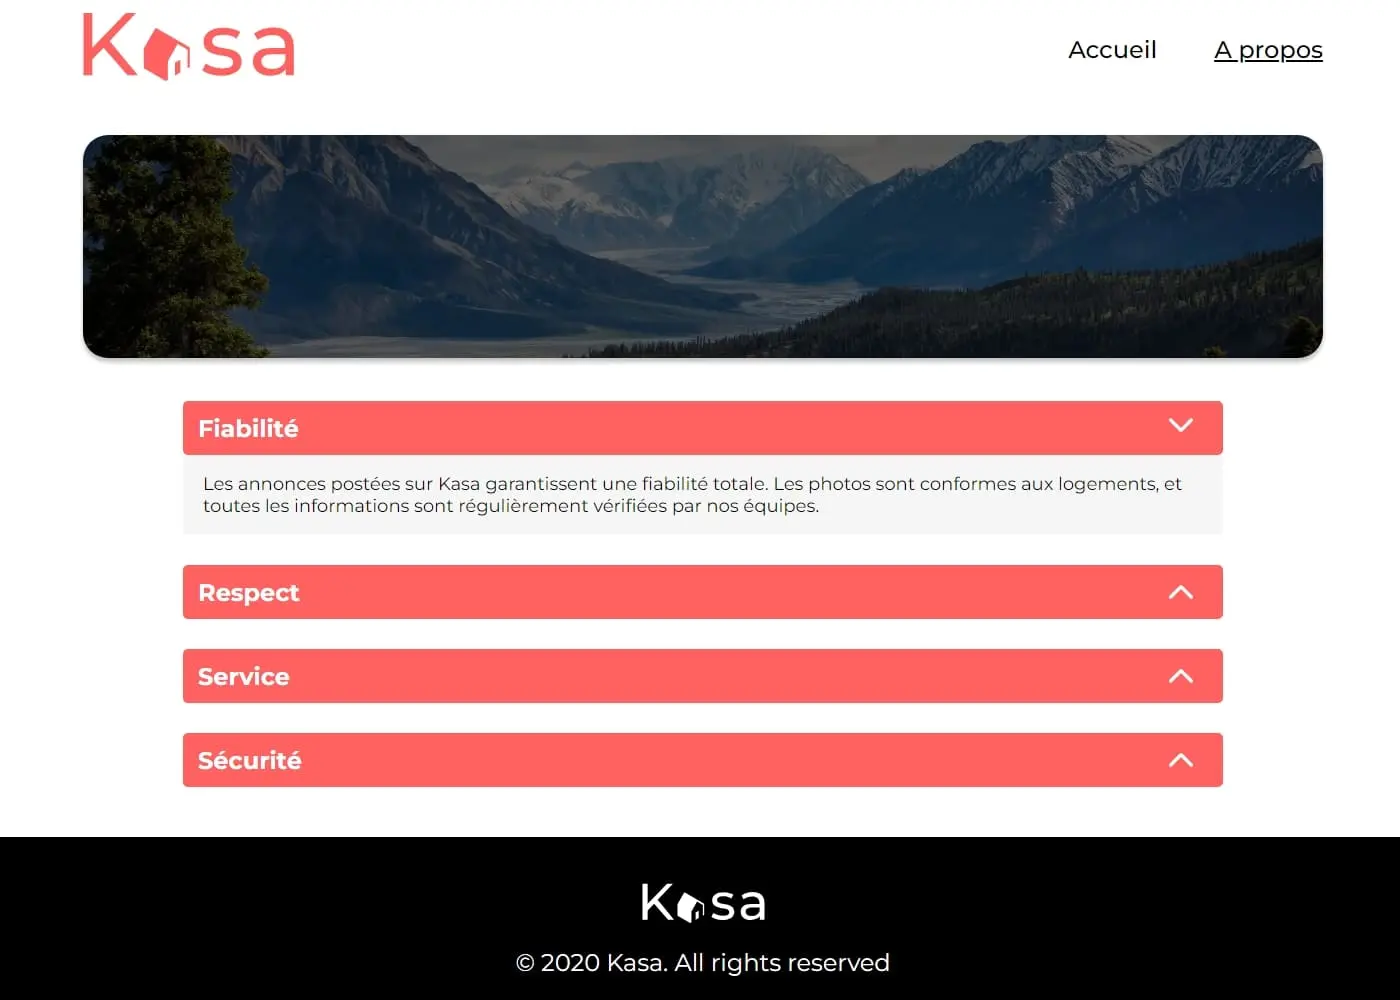 Kasa
Accueil
A propos
Fiabilité
Les annonces postées sur Kasa garantissent une fiabilité totale. Les photos sont conformes aux logements, et
toutes les informations sont régulièrement vérifiées par nos équipes.
Respect
Service
Sécurité
Kasa
© 2020 Kasa. All rights reserved